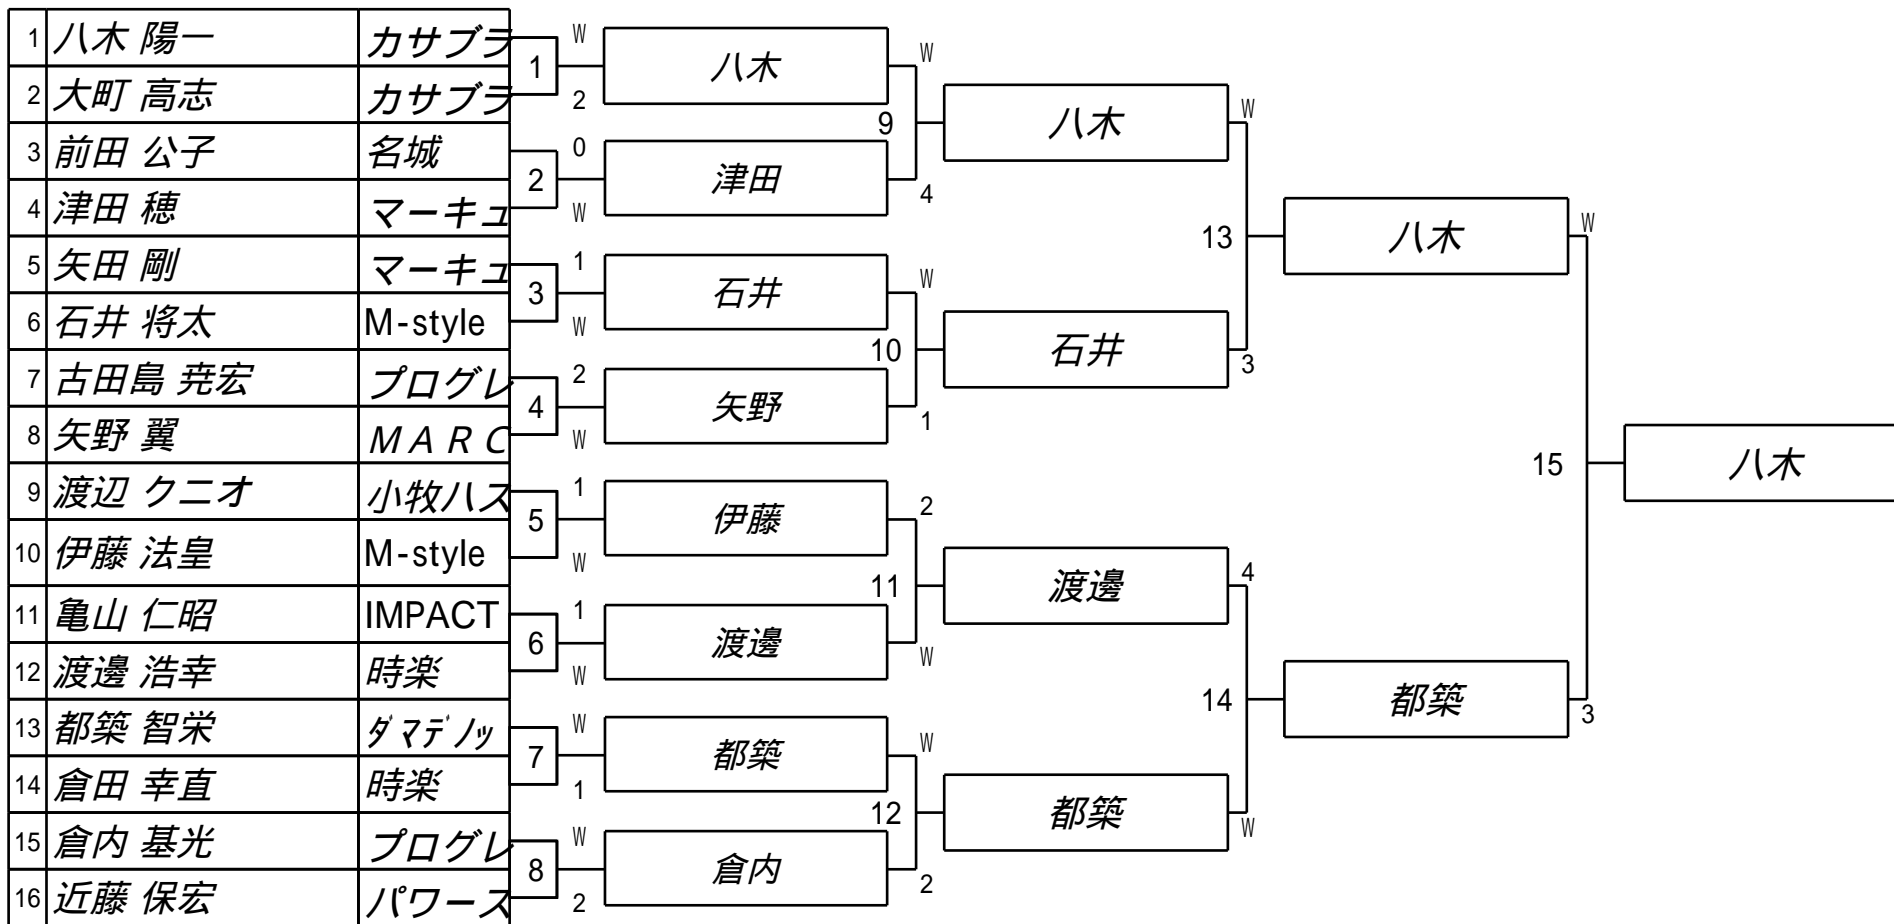 1 八木 陽一 カサブラ
2 大町 高志 カサブラ
3 前田 公子 名城
4 津田 穂 マーキュ
5 矢田 剛 マーキュ
6 石井 将太 M-style
7 古田島 尭宏 プログレ
8 矢野 翼 ＭＡＲＣ
9 渡辺 クニオ 小牧ハス
10 伊藤 法皇 M-style
11 亀山 仁昭 IMPACT
12 渡邊 浩幸 時楽
13 都築 智栄 ﾀﾞﾏﾃﾞﾉｯ
14 倉田 幸直 時楽
15 倉内 基光 プログレ
16 近藤 保宏 パワース
1 W 2
2 0 W
3 1 W
4 2 W
5 1 W
6 1 W
7 W 1
8 W 2
八木 W
津田 4
石井 W
矢野 1
伊藤 2
渡邊 W
都築 W
倉内 2
9
10
11
12
八木 W
石井 3
渡邊 4
都築 W
13
14
八木 W
都築 3
15
八木